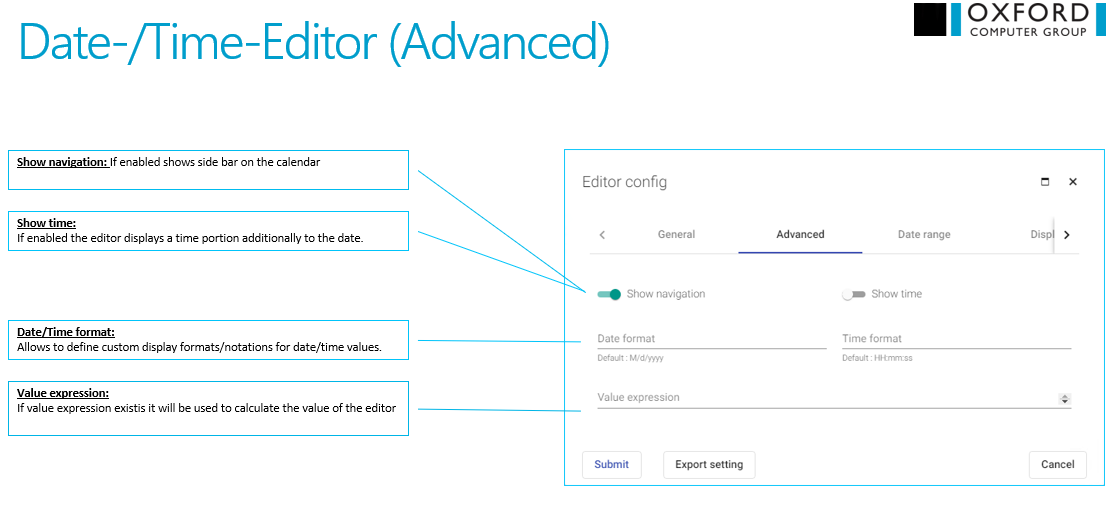 Date-/Time-Editor (Advanced)
OXFORD
COMPUTER GROUP
Show navigation: If enabled shows side bar on the calendar
Show time:
If enabled the editor displays a time portion additionally to the date.
Date/Time format:
Allows to define custom display formats/notations for date/time values.
Value expression:
If value expression existis it will be used to calculate the value of the editor
Editor config
General Advanced Date range Displ
Show navigation Show time
Date format Time format
Default : M/d/yyyy Default : HH:mm:ss
Value expression
Submit Export setting Cancel